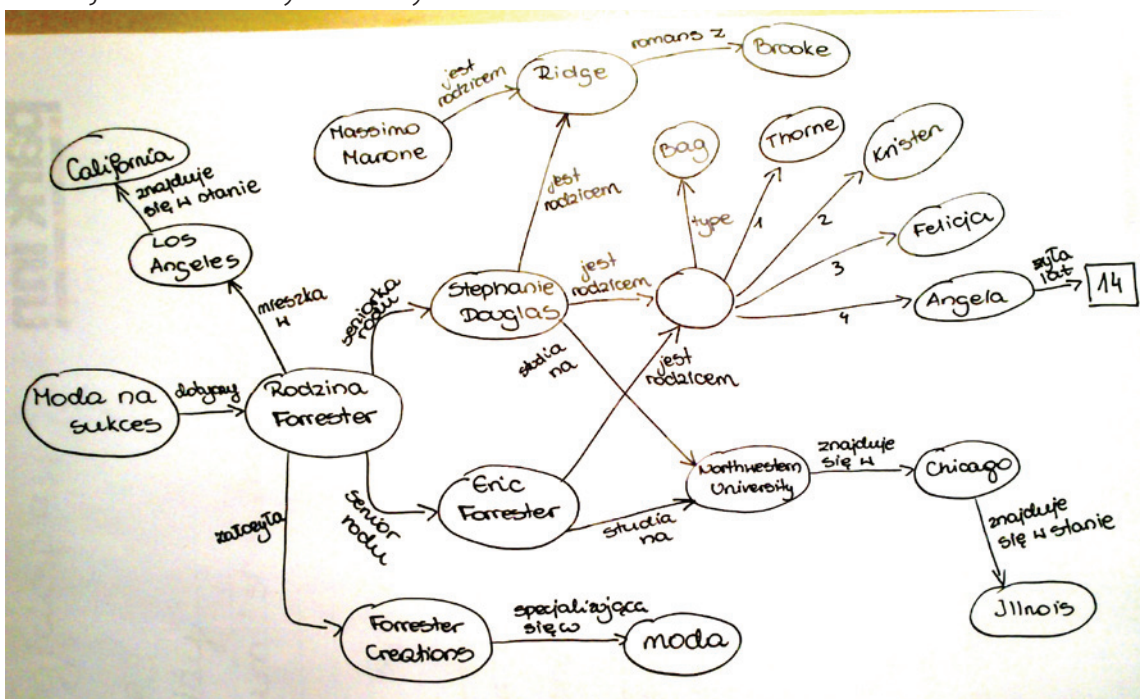 romans z
Brooke
Ridge
jest
rodzicem
Massimo
Marone
Bag
Thorne
Kristen
California
znajduje
się w stanie
jest
rodzicem
type
1
2
Felicja
3
Los
Angeles
Stephanie
Douglas
jest
rodzicem
4
Angela
żyła
lat
14
mieszka
w
seniorka
rodu
studia
na
jest
rodzicem
Moda na
sukces
dotyczy
Rodzina
Forrester
Eric
Forrester
Northwestern
University
znajduje
się w
Chicago
senior
rodu
studia
na
znajduje
się w stanie
założyła
Jllnois
Forrester
Creations
specjalizująca
się w
moda